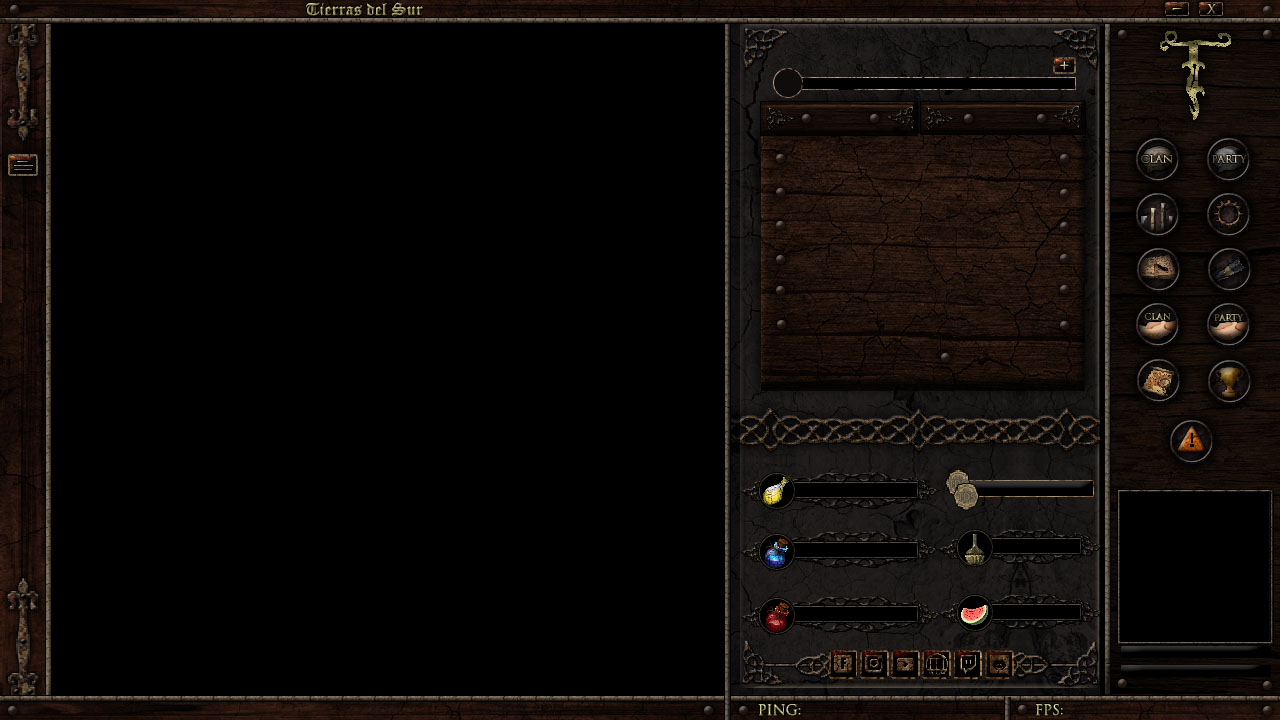 Tierras del Sur
X
+
CLAN PARTY
CLAN PARTY
PING:
FPS: